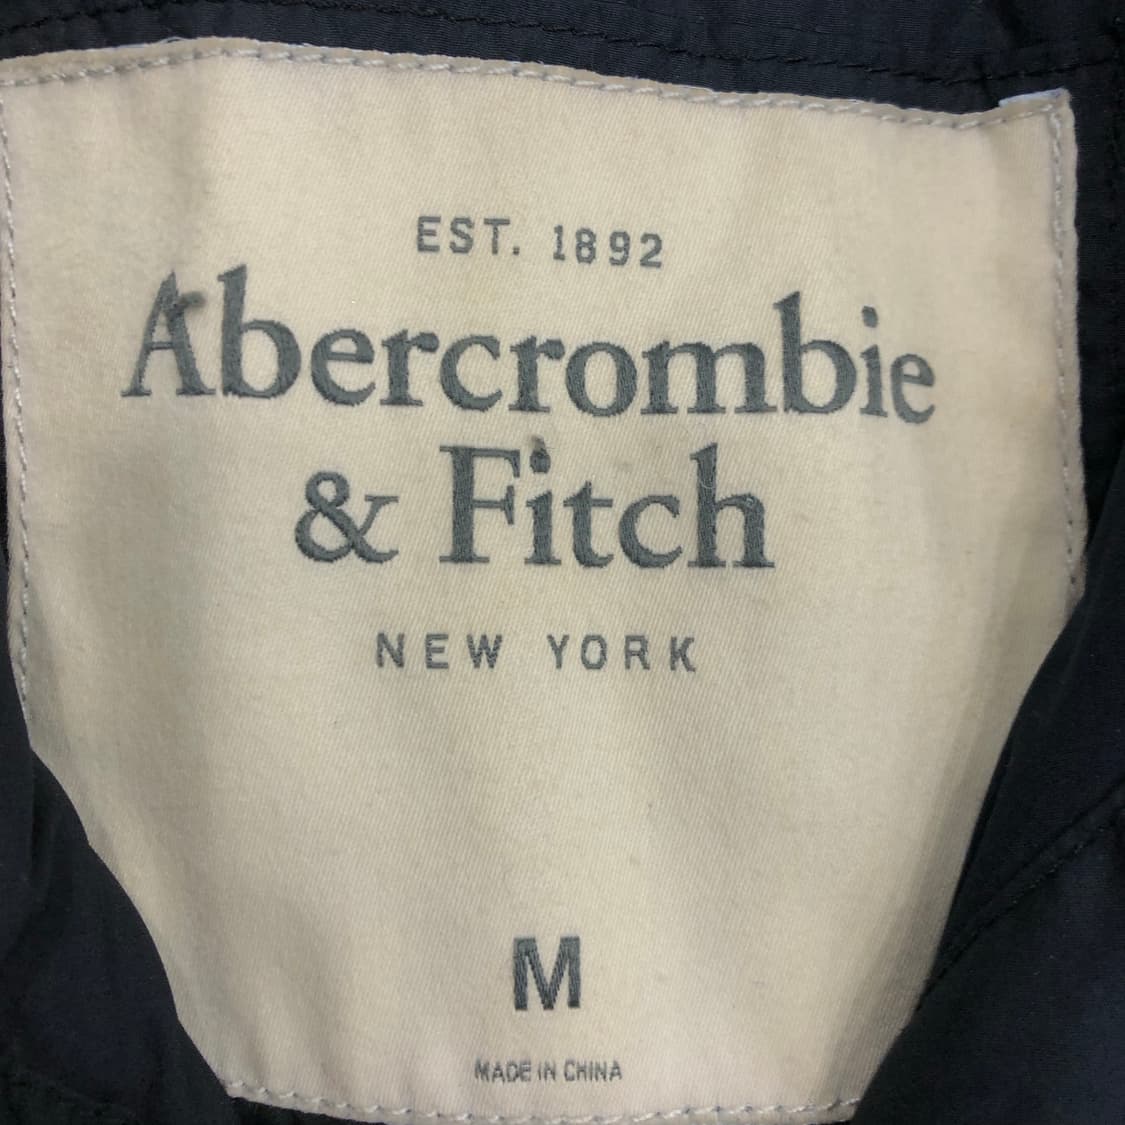 EST. 1892
Abercrombie
& Fitch
NEW YORK
M
MADE IN CHINA